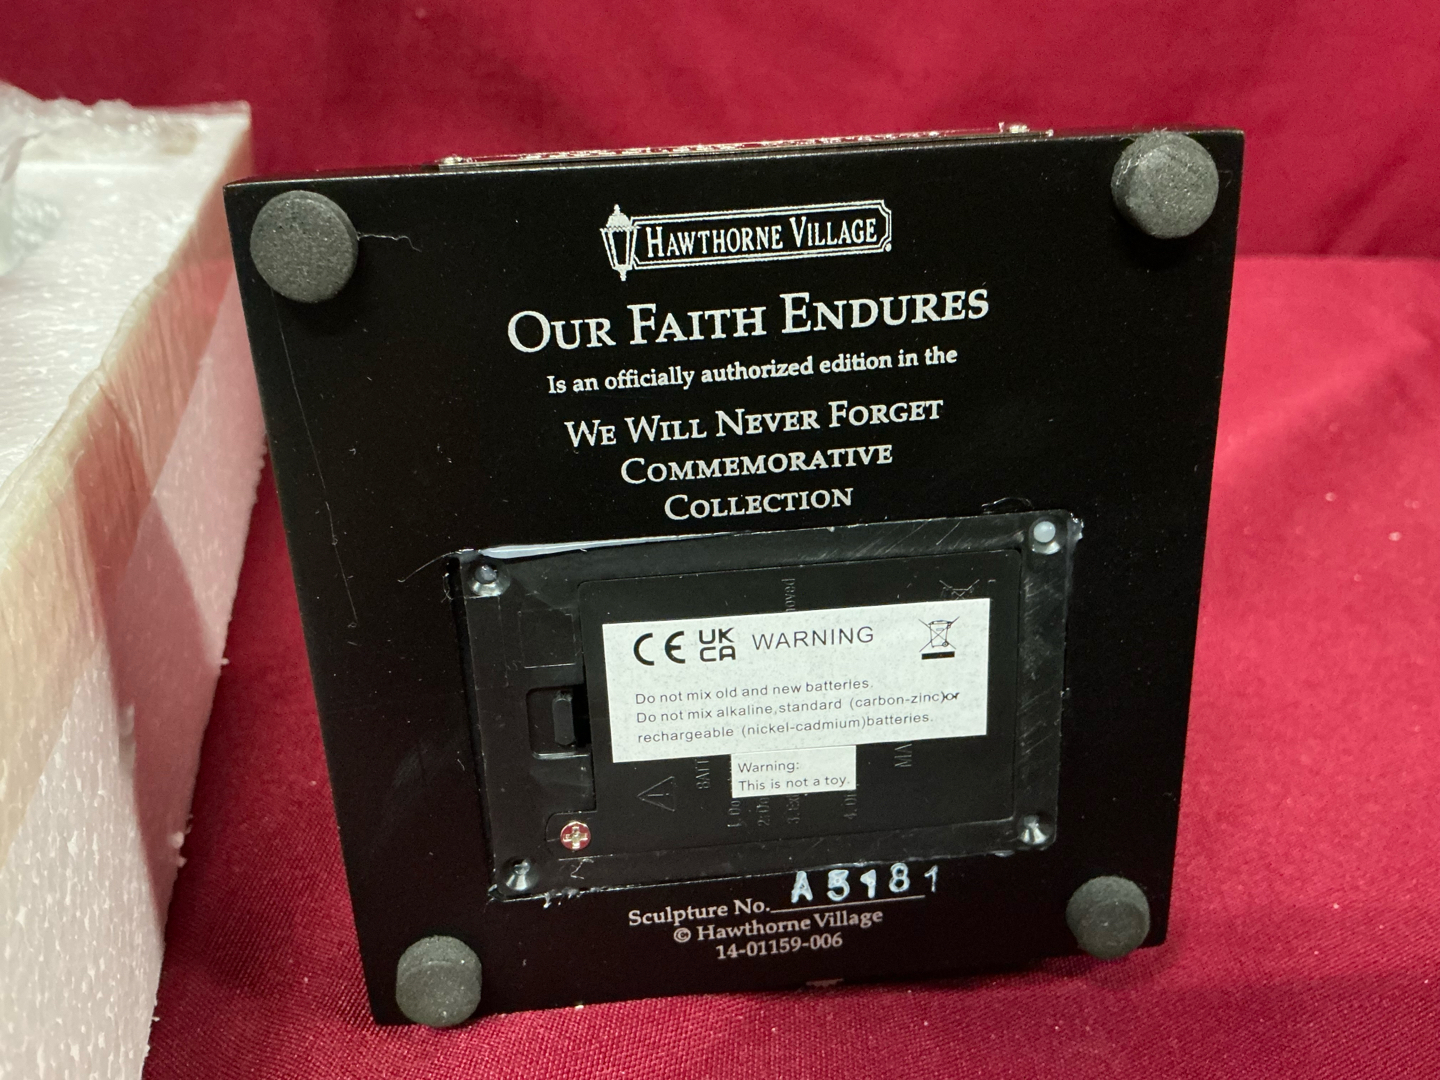 HAWTHORNE VILLAGE
OUR FAITH ENDURES
Is an officially authorized edition in the
WE WILL NEVER FORGET
COMMEMORATIVE
COLLECTION
CE UK CA WARNING
Do not mix old and new batteries.
Do not mix alkaline,standard (carbon-zinc)or
rechargeable (nickel-cadmium)batteries.
Warning:
This is not a toy.
Sculpture No. A5181
© Hawthorne Village
14-01159-006